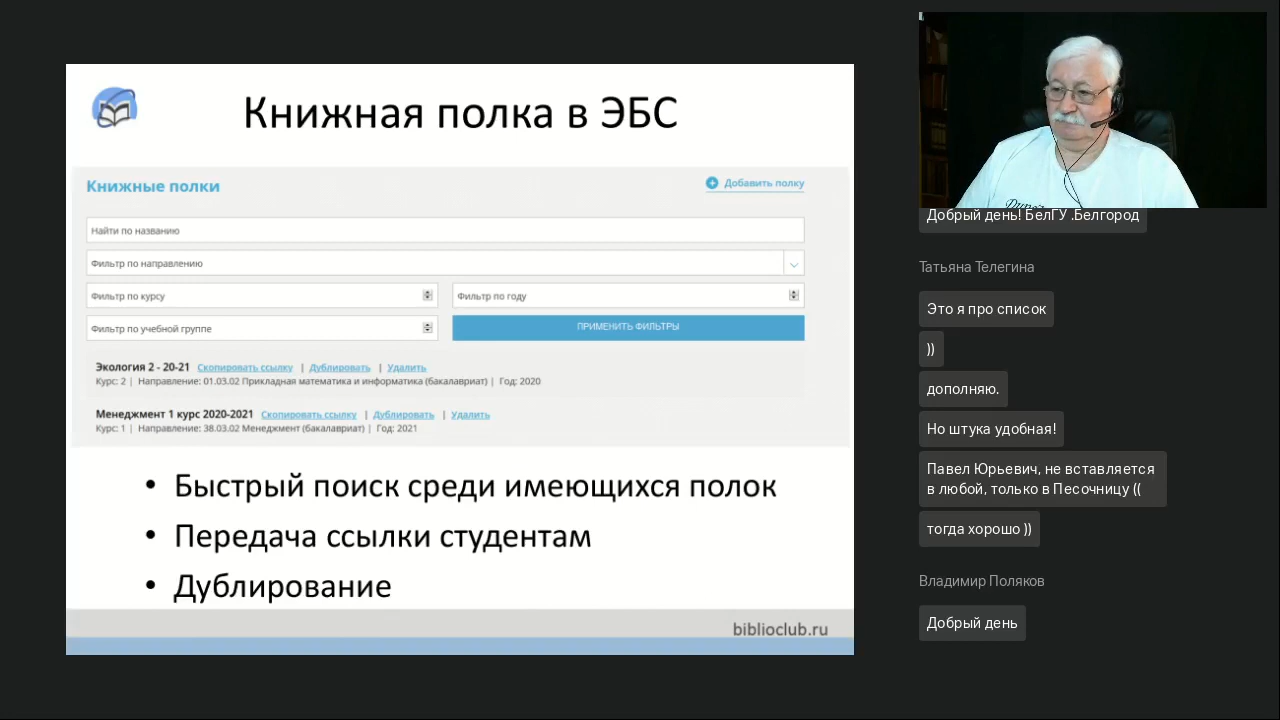 Книжная полка в ЭБС
Книжные полки
Добавить полку
Найти по названию
Фильтр по направлению
Фильтр по курсу
Фильтр по году
Фильтр по учебной группе
ПРИМЕНИТЬ ФИЛЬТРЫ
Экология 2 - 20-21 Скопировать ссылку | Дублировать | Удалить
Курс: 2 | Направление: 01.03.02 Прикладная математика и информатика (бакалавриат) | Год: 2020
Менеджмент 1 курс 2020-2021 Скопировать ссылку | Дублировать | Удалить
Курс: 1 | Направление: 38.03.02 Менеджмент (бакалавриат) | Год: 2021
• Быстрый поиск среди имеющихся полок
• Передача ссылки студентам
• Дублирование
biblioclub.ru
Добрый день! БелГУ .Белгород
Татьяна Телегина
Это я про список
))
дополняю.
Но штука удобная!
Павел Юрьевич, не вставляется
в любой, только в Песочницу ((
тогда хорошо ))
Владимир Поляков
Добрый день